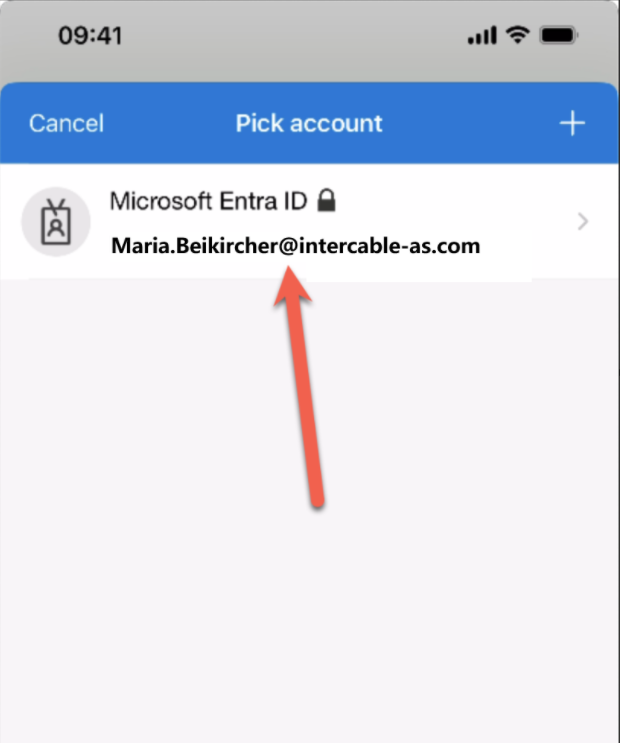 09:41
Cancel Pick account +
Microsoft Entra ID
Maria.Beikircher@intercable-as.com